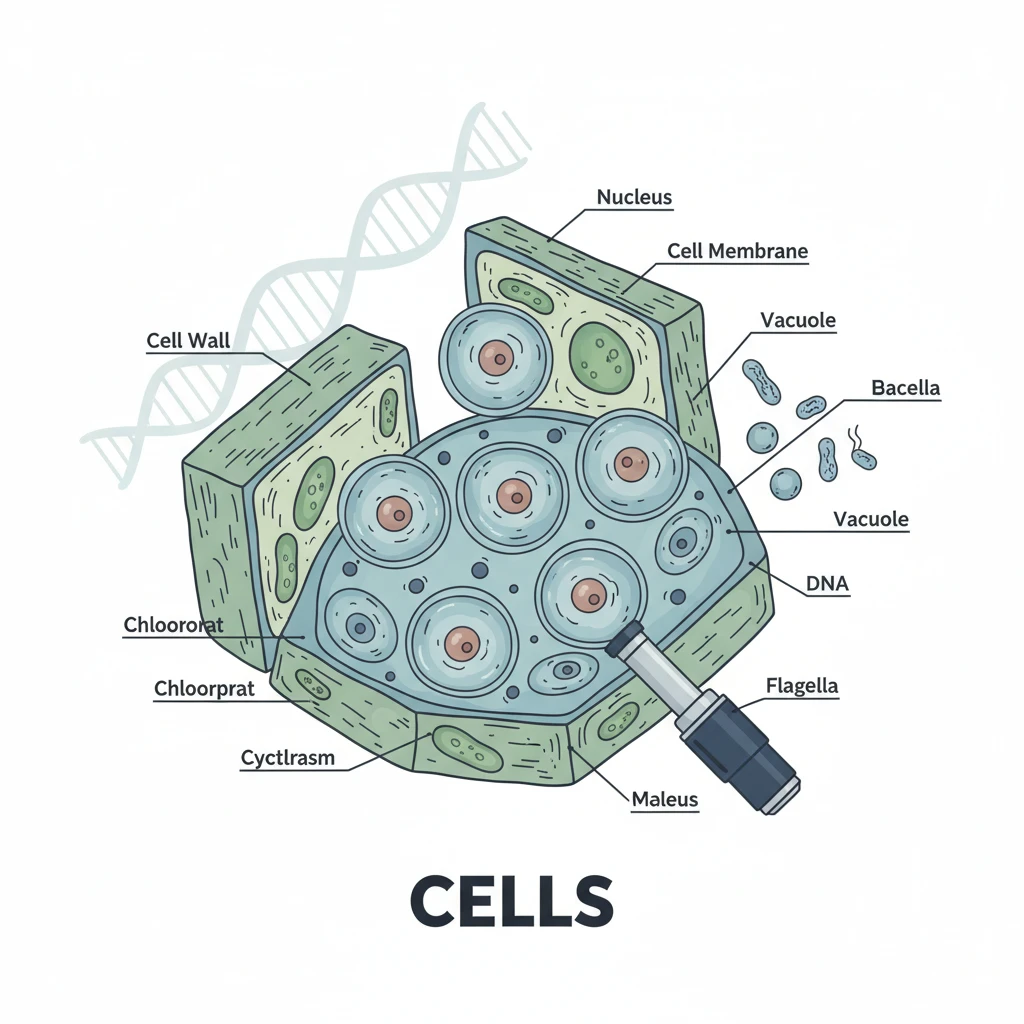 Nucleus
Cell Membrane
Vacuole
Cell Wall
Bacella
Vacuole
DNA
Chloororat
Chloorprat
Flagella
Cyctlrasm
Maleus
CELLS